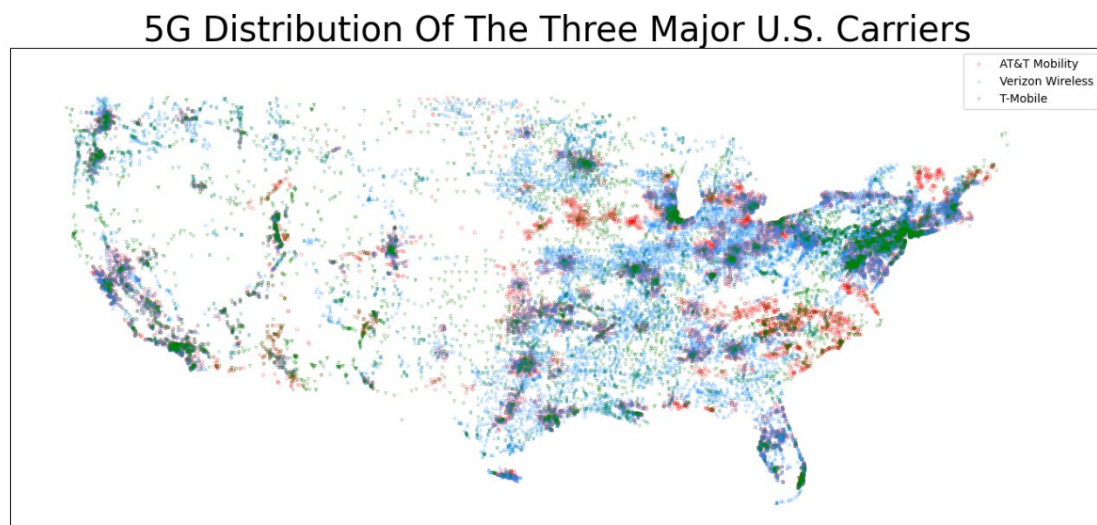 5G Distribution Of The Three Major U.S. Carriers
AT&T Mobility
Verizon Wireless
T-Mobile